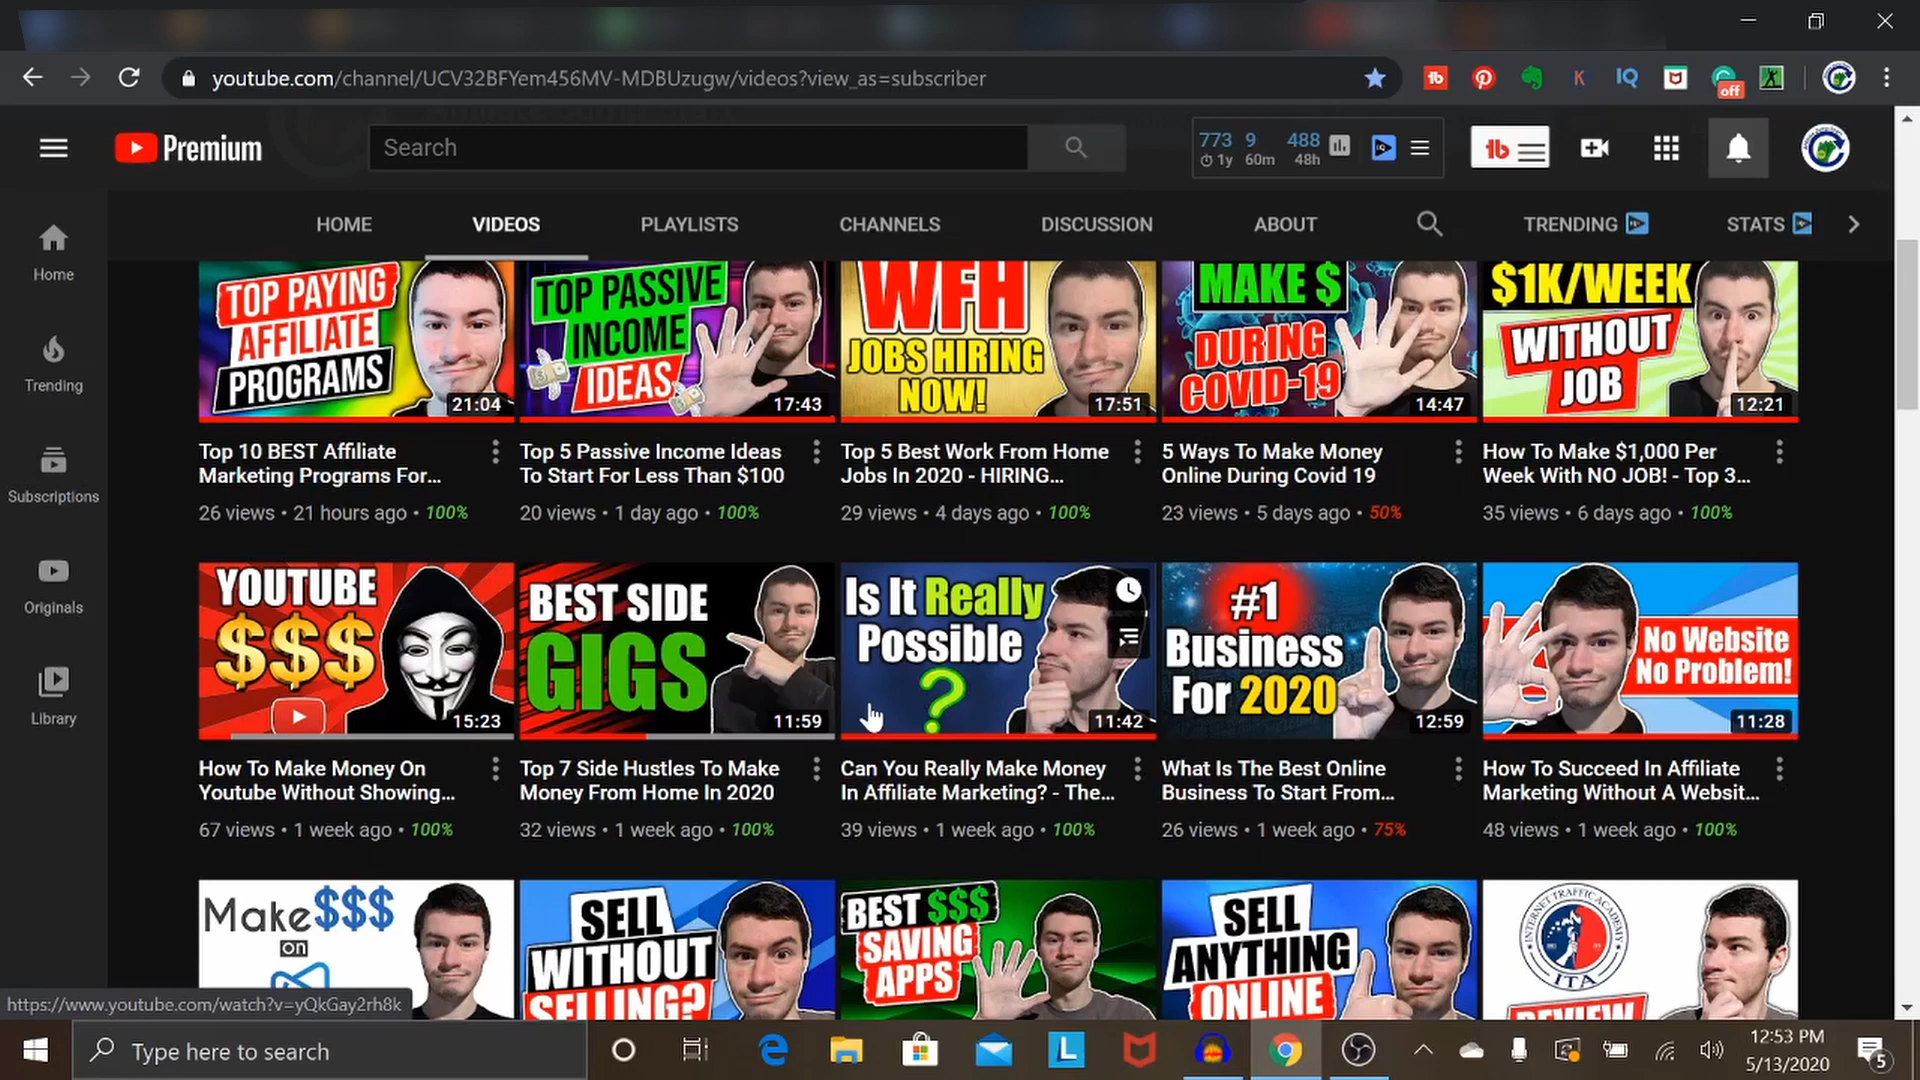 youtube.com/channel/UCV32BFYem456MV-MDBUzugw/videos?view_as=subscriber
off
Premium
Search
773 9 488
1y 60m 48h
HOME VIDEOS PLAYLISTS CHANNELS DISCUSSION ABOUT TRENDING STATS
Home
Trending
Subscriptions
Originals
Library
TOP PAYING
AFFILIATE
PROGRAMS
21:04
TOP PASSIVE
INCOME
IDEAS
17:43
WFH
JOBS HIRING
NOW!
17:51
MAKE $
DURING
COVID-19
14:47
$1K/WEEK
WITHOUT
JOB
12:21
Top 10 BEST Affiliate
Marketing Programs For...
26 views • 21 hours ago • 100%
Top 5 Passive Income Ideas
To Start For Less Than $100
20 views • 1 day ago • 100%
Top 5 Best Work From Home
Jobs In 2020 - HIRING...
29 views • 4 days ago • 100%
5 Ways To Make Money
Online During Covid 19
23 views • 5 days ago • 50%
How To Make $1,000 Per
Week With NO JOB! - Top 3...
35 views • 6 days ago • 100%
YOUTUBE
$$$
15:23
BEST SIDE
GIGS
11:59
Is It Really
Possible
?
11:42
#1
Business
For 2020
12:59
No Website
No Problem!
11:28
How To Make Money On
Youtube Without Showing...
67 views • 1 week ago • 100%
Top 7 Side Hustles To Make
Money From Home In 2020
32 views • 1 week ago • 100%
Can You Really Make Money
In Affiliate Marketing? - The...
39 views • 1 week ago • 100%
What Is The Best Online
Business To Start From...
26 views • 1 week ago • 75%
How To Succeed In Affiliate
Marketing Without A Websit...
48 views • 1 week ago • 100%
Make $$$
on
SELL
WITHOUT
SELLING?
BEST $$$
SAVING
APPS
SELL
ANYTHING
ONLINE
INTERNET TRAFFIC ACADEMY
ITA
REVIEW
https://www.youtube.com/watch?v=yQkGay2rh8k
Type here to search
12:53 PM
5/13/2020
5